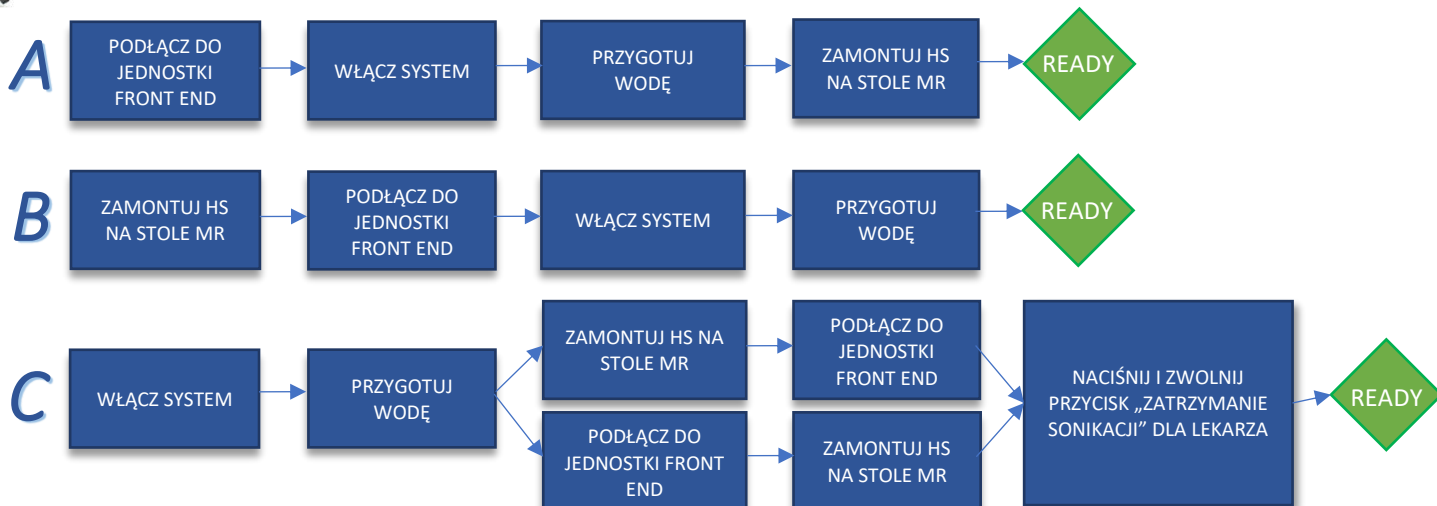 A
PODŁĄCZ DO
JEDNOSTKI
FRONT END
WŁĄCZ SYSTEM
PRZYGOTUJ
WODĘ
ZAMONTUJ HS
NA STOLE MR
READY
B
ZAMONTUJ HS
NA STOLE MR
PODŁĄCZ DO
JEDNOSTKI
FRONT END
WŁĄCZ SYSTEM
PRZYGOTUJ
WODĘ
READY
C
WŁĄCZ SYSTEM
PRZYGOTUJ
WODĘ
ZAMONTUJ HS NA
STOLE MR
PODŁĄCZ DO
JEDNOSTKI
FRONT END
PODŁĄCZ DO
JEDNOSTKI FRONT
END
ZAMONTUJ HS
NA STOLE MR
NACIŚNIJ I ZWOLNIJ
PRZYCISK „ZATRZYMANIE
SONIKACJI” DLA LEKARZA
READY